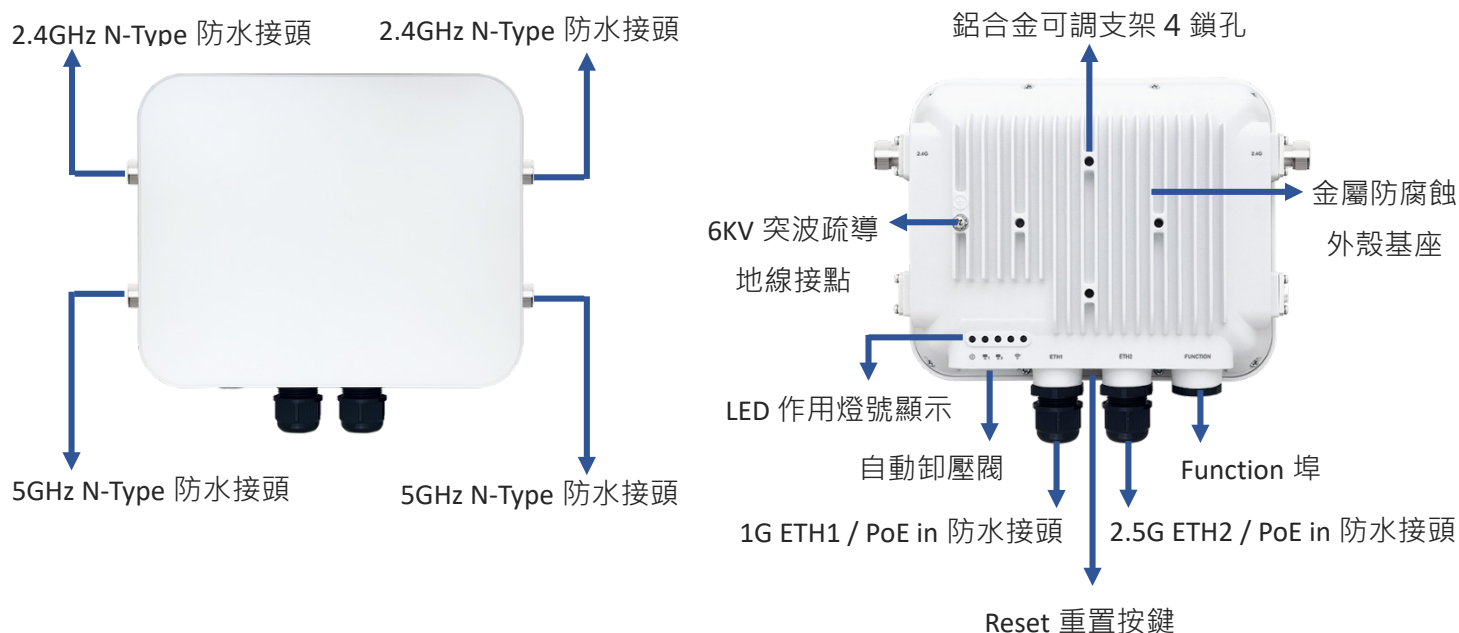 2.4GHz N-Type 防水接頭
2.4GHz N-Type 防水接頭
5GHz N-Type 防水接頭
5GHz N-Type 防水接頭
鋁合金可調支架 4 鎖孔
2.4G
2.4G
6KV 突波疏導
地線接點
金屬防腐蝕
外殼基座
ETH1
ETH2
FUNCTION
LED 作用燈號顯示
自動卸壓閥
Function 埠
1G ETH1 / PoE in 防水接頭
2.5G ETH2 / PoE in 防水接頭
Reset 重置按鍵